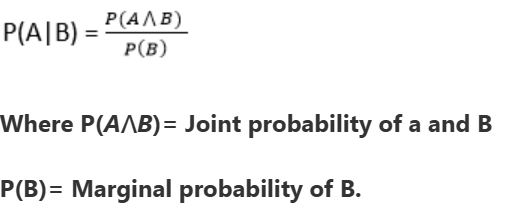 P(A|B) = P(A⋀B) / P(B)
Where P(A⋀B)= Joint probability of a and B
P(B)= Marginal probability of B.